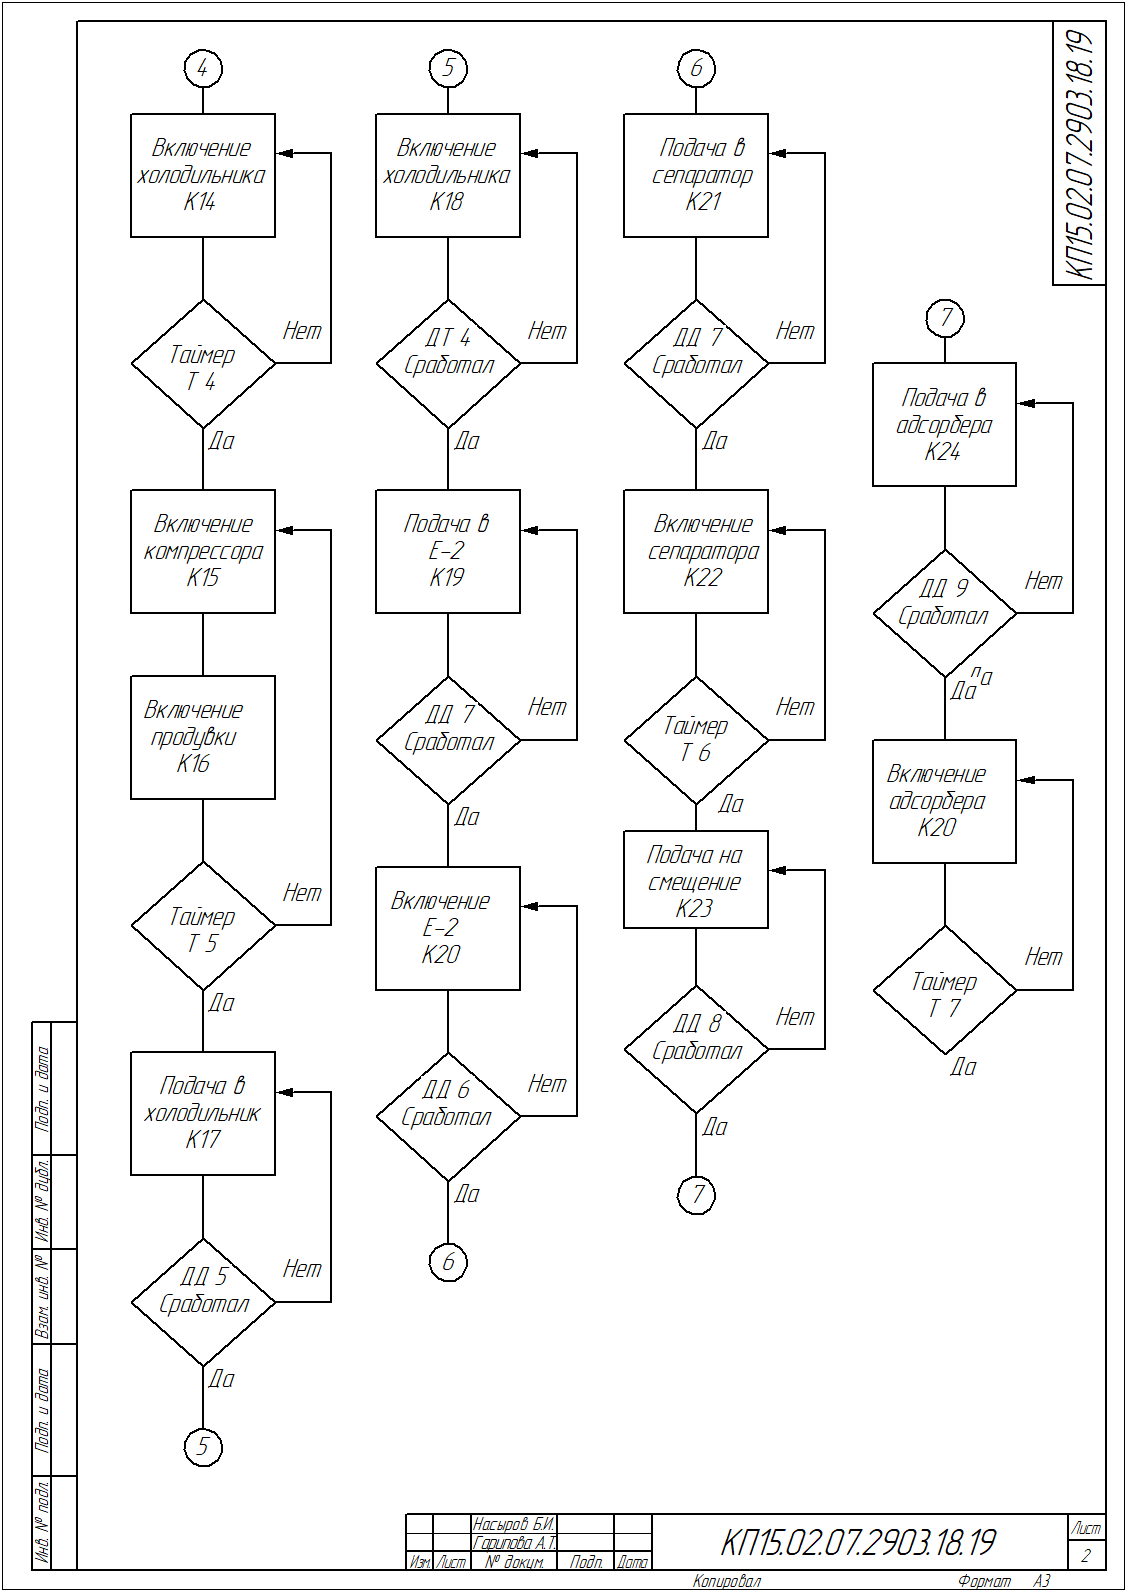 КП15.02.07.2903.18.19
4
Включение
холодильника
К14
Таймер
Т 4
Нет
Да
Включение
компрессора
К15
Включение
продувки
К16
Таймер
Т 5
Нет
Да
Подача в
холодильник
К17
ДД 5
Сработал
Нет
Да
5
5
Включение
холодильника
К18
ДТ 4
Сработал
Нет
Да
Подача в
Е-2
К19
ДД 7
Сработал
Нет
Да
Включение
Е-2
К20
ДД 6
Сработал
Нет
Да
6
6
Подача в
сепаратор
К21
ДД 7
Сработал
Нет
Да
Включение
сепаратора
К22
Таймер
Т 6
Нет
Да
Подача на
смещение
К23
ДД 8
Сработал
Нет
Да
7
7
Подача в
адсорбера
К24
ДД 9
Сработал
Нет
па
Да
Включение
адсорбера
К20
Таймер
Т 7
Нет
Да
Подп. и дата
Инв. № дубл.
Взам. инв. №
Подп. и дата
Инв. № подл.
Насыров Б.И.
Гарипова А.Т.
Изм. Лист № докум. Подп. Дата
КП15.02.07.2903.18.19
Лист
2
Копировал Формат А3